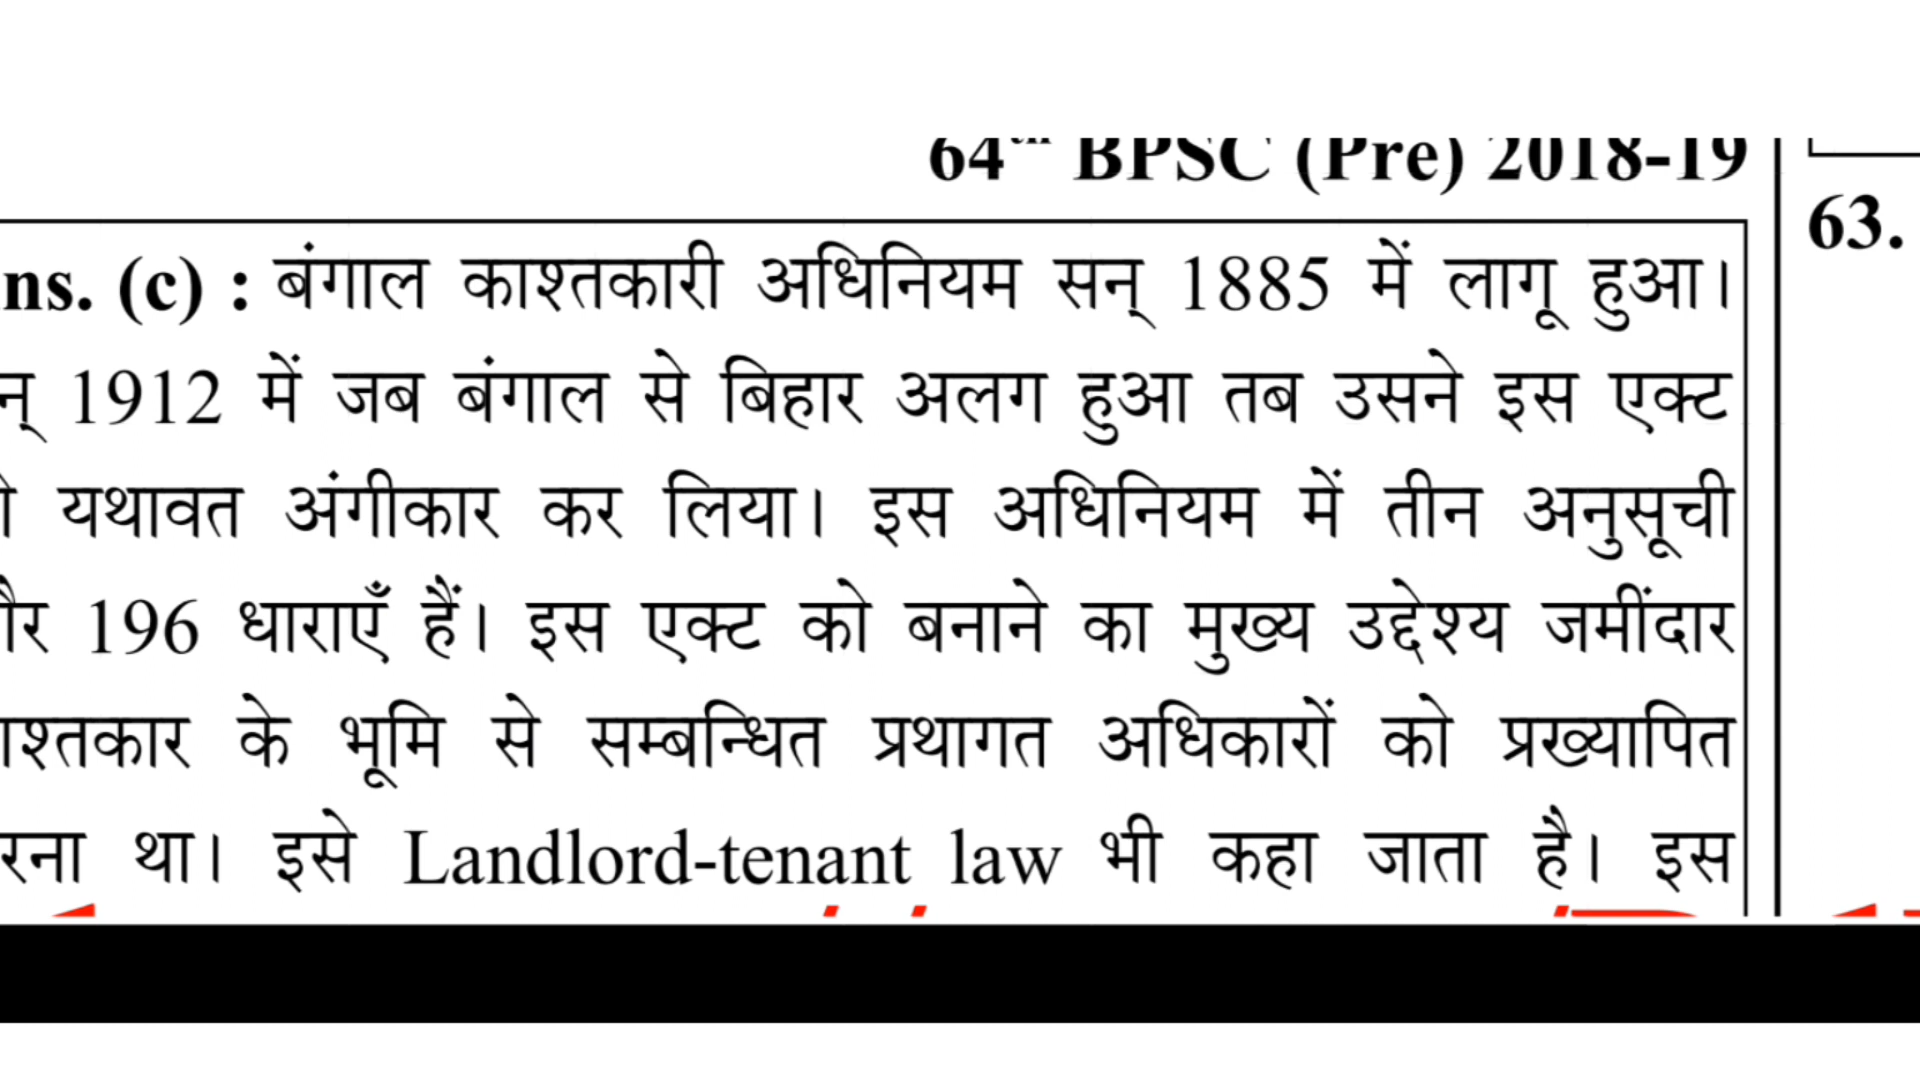 64th BPSC (Pre) 2018-19
63.
ns. (c) : बंगाल काश्तकारी अधिनियम सन् 1885 में लागू हुआ।
न् 1912 में जब बंगाल से बिहार अलग हुआ तब उसने इस एक्ट
यथावत अंगीकार कर लिया। इस अधिनियम में तीन अनुसूची
ौर 196 धाराएँ हैं। इस एक्ट को बनाने का मुख्य उद्देश्य जमींदार
ाश्तकार के भूमि से सम्बन्धित प्रथागत अधिकारों को प्रख्यापित
रना था। इसे Landlord-tenant law भी कहा जाता है। इस